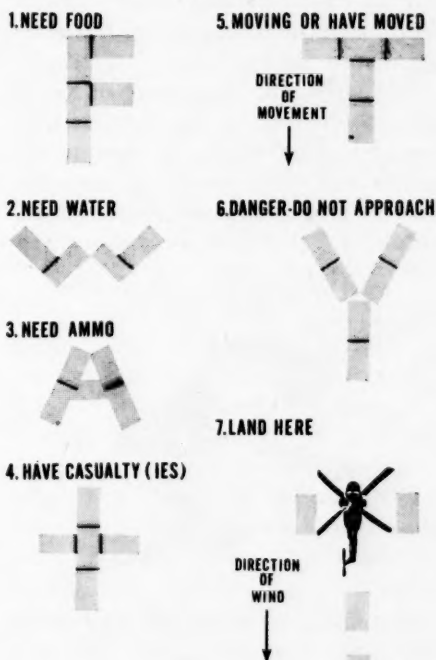 1.NEED FOOD
2.NEED WATER
3.NEED AMMO
4.HAVE CASUALTY(IES)
5.MOVING OR HAVE MOVED
DIRECTION
OF
MOVEMENT
6.DANGER-DO NOT APPROACH
7.LAND HERE
DIRECTION
OF
WIND